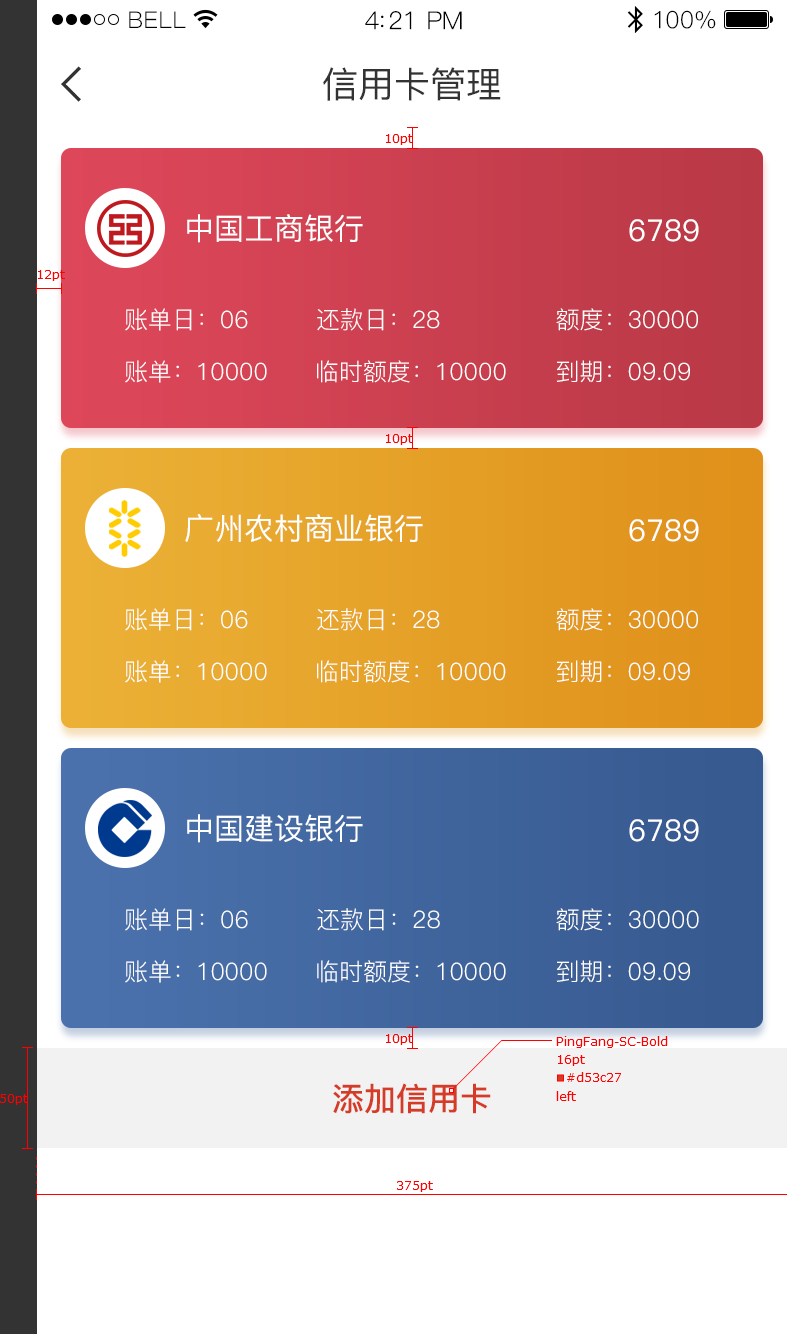 BELL 4:21 PM 100%
信用卡管理
10pt
中国工商银行 6789
12pt
账单日：06 还款日：28 额度：30000
账单：10000 临时额度：10000 到期：09.09
10pt
广州农村商业银行 6789
账单日：06 还款日：28 额度：30000
账单：10000 临时额度：10000 到期：09.09
中国建设银行 6789
账单日：06 还款日：28 额度：30000
账单：10000 临时额度：10000 到期：09.09
10pt
PingFang-SC-Bold
16pt
#d53c27
left
50pt
添加信用卡
375pt